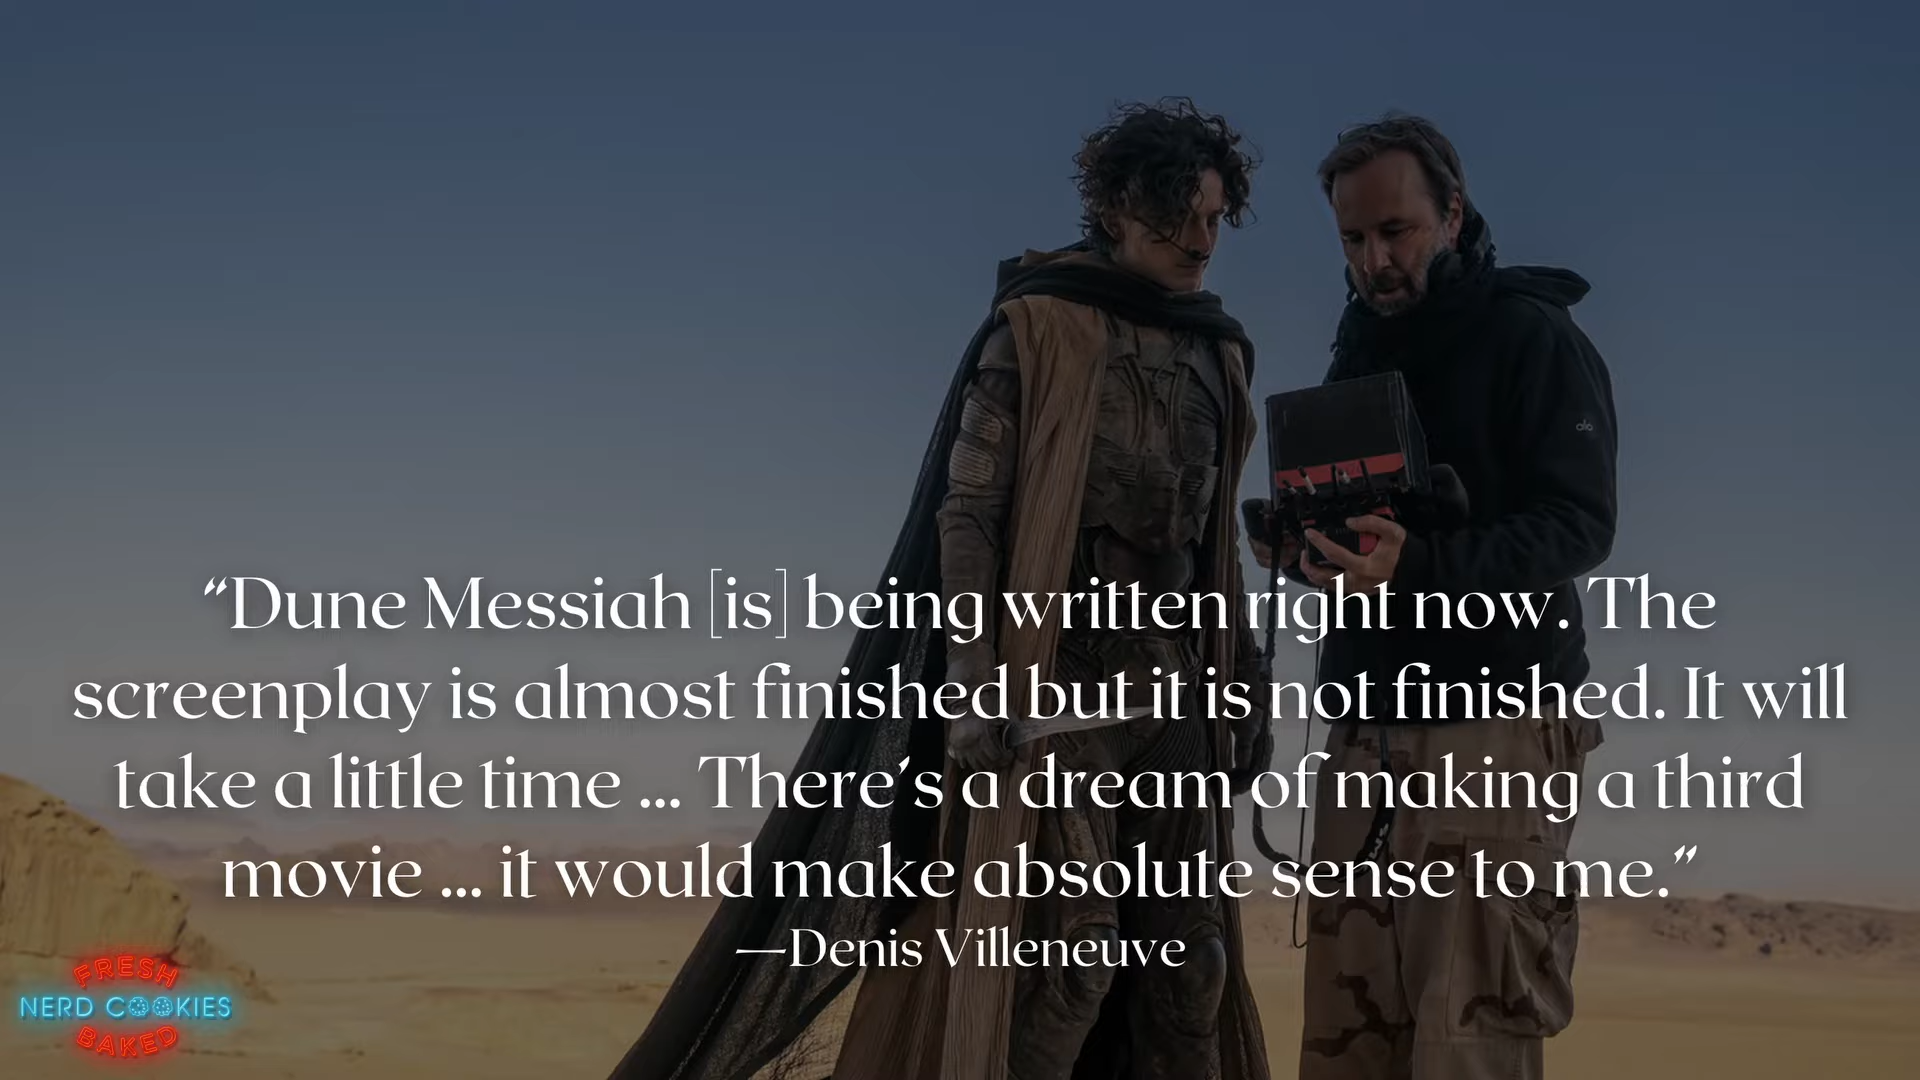 “Dune Messiah [is] being written right now. The
screenplay is almost finished but it is not finished. It will
take a little time ... There’s a dream of making a third
movie ... it would make absolute sense to me.”
—Denis Villeneuve
FRESH
NERD COOKIES
BAKED
alo